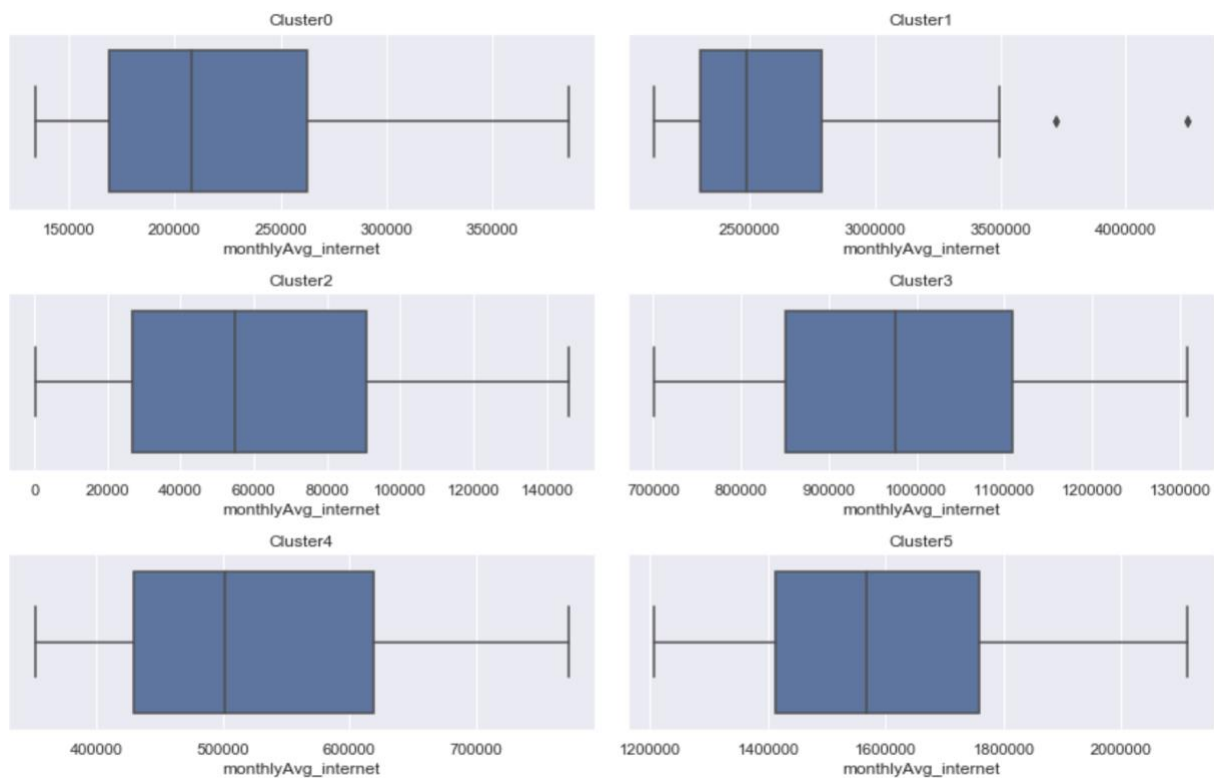 Cluster0
150000 200000 250000 300000 350000
monthlyAvg_internet
Cluster1
2500000 3000000 3500000 4000000
monthlyAvg_internet
Cluster2
0 20000 40000 60000 80000 100000 120000 140000
monthlyAvg_internet
Cluster3
700000 800000 900000 1000000 1100000 1200000 1300000
monthlyAvg_internet
Cluster4
400000 500000 600000 700000
monthlyAvg_internet
Cluster5
1200000 1400000 1600000 1800000 2000000
monthlyAvg_internet